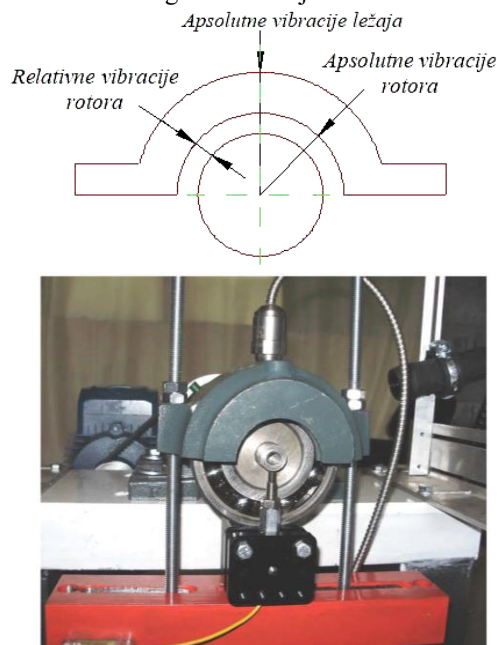 Apsolutne vibracije ležaja
Relativne vibracije
rotora
Apsolutne vibracije
rotora